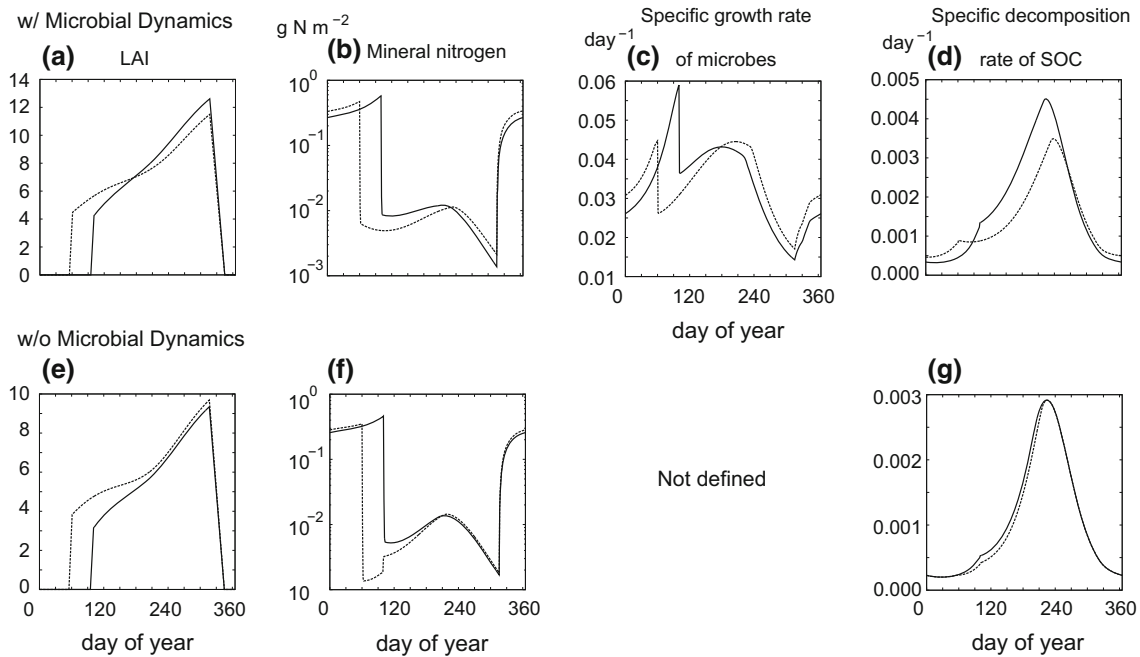 w/ Microbial Dynamics
g N m−2
Specific growth rate
Specific decomposition
(a) LAI
(b) Mineral nitrogen
day−1
(c) of microbes
day−1
(d) rate of SOC
14
12
10
8
6
4
2
0
10^0
10^−1
10^−2
10^−3
0.06
0.05
0.04
0.03
0.02
0.01
0 120 240 360
day of year
0.005
0.004
0.003
0.002
0.001
0.000
w/o Microbial Dynamics
(e)
(f)
(g)
10
8
6
4
2
0
0 120 240 360
day of year
10^0
10^−1
10^−2
10
0 120 240 360
day of year
Not defined
0.003
0.002
0.001
0.000
0 120 240 360
day of year